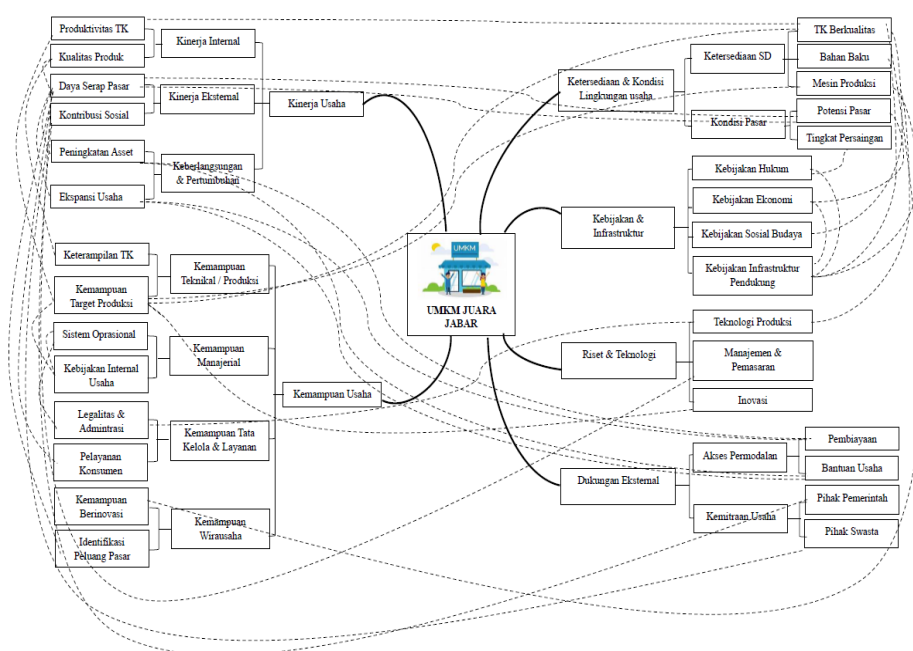 Produktivitas TK
Kualitas Produk
Kinerja Internal
Daya Serap Pasar
Kontribusi Sosial
Kinerja Eksternal
Peningkatan Asset
Ekspansi Usaha
Keberlangsungan
& Pertumbuhan
Kinerja Usaha
Keterampilan TK
Kemampuan
Target Produksi
Kemampuan
Teknikal / Produksi
Sistem Oprasional
Kebijakan Internal
Usaha
Kemampuan
Manajerial
Legalitas &
Admintrasi
Pelayanan
Konsumen
Kemampuan Tata
Kelola & Layanan
Kemampuan
Berinovasi
Identifikasi
Peluang Pasar
Kemampuan
Wirausaha
Kemampuan Usaha
UMKM
UMKM JUARA
JABAR
Ketersediaan & Kondisi
Lingkungan usaha
Ketersediaan SD
TK Berkualitas
Bahan Baku
Mesin Produksi
Kondisi Pasar
Potensi Pasar
Tingkat Persaingan
Kebijakan &
Infrastruktur
Kebijakan Hukum
Kebijakan Ekonomi
Kebijakan Sosial Budaya
Kebijakan Infrastruktur
Pendukung
Riset & Teknologi
Teknologi Produksi
Manajemen &
Pemasaran
Inovasi
Dukungan Eksternal
Akses Permodalan
Pembiayaan
Bantuan Usaha
Kemitraan Usaha
Pihak Pemerintah
Pihak Swasta